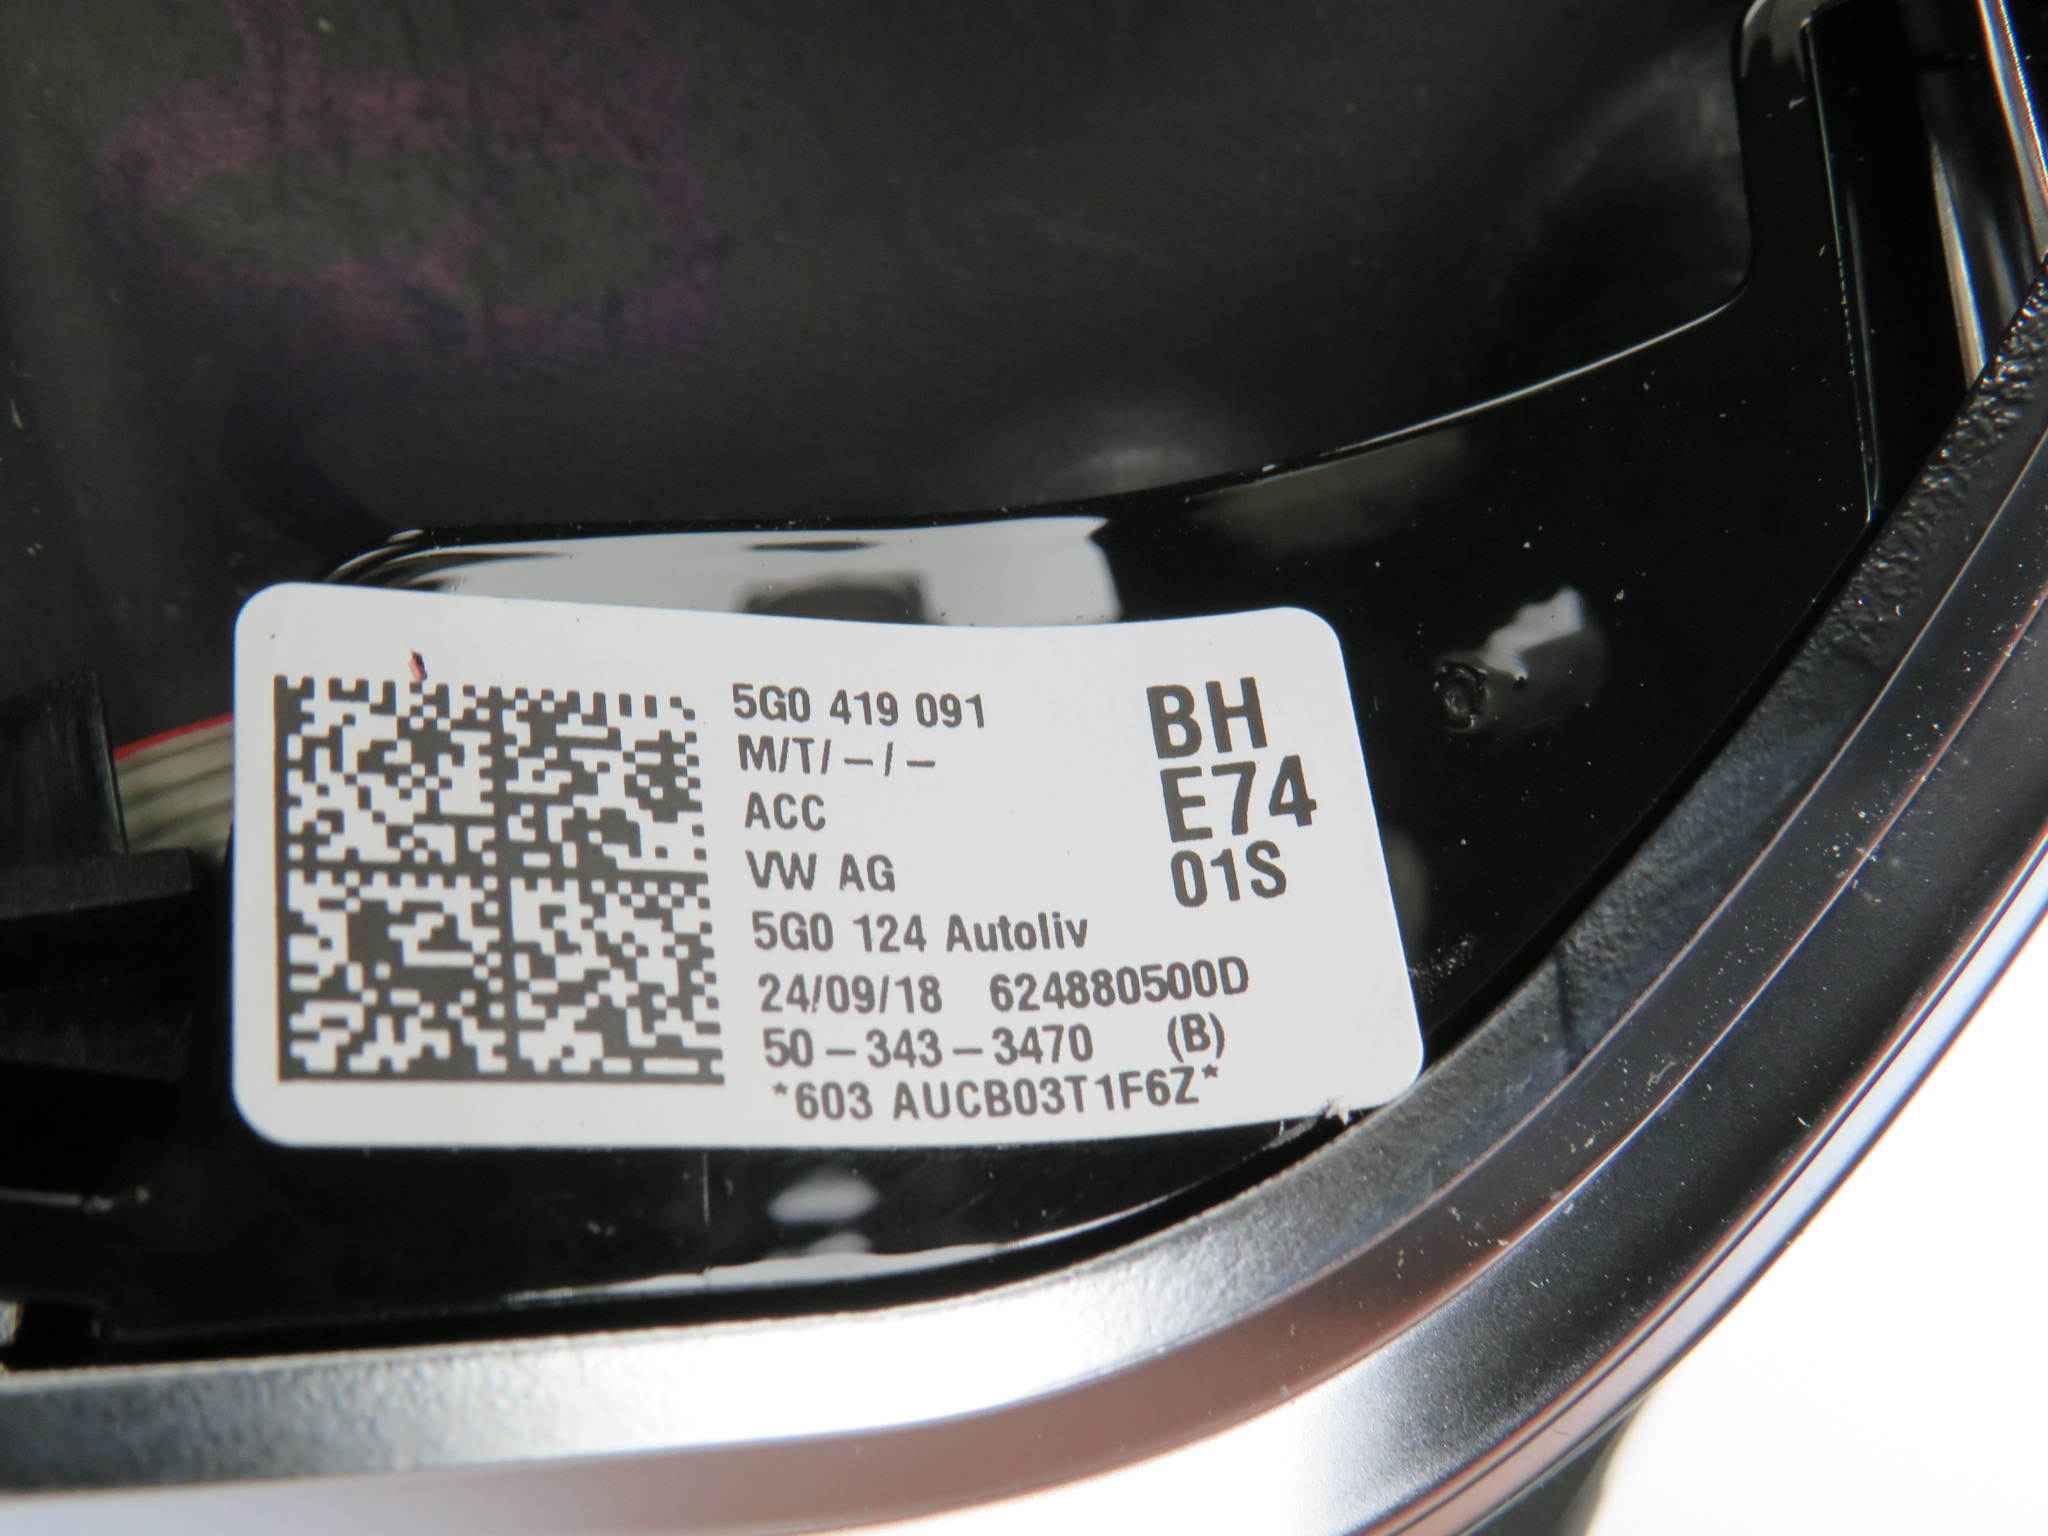 5G0 419 091
M/T/–/–
ACC
VW AG
5G0 124 Autoliv
24/09/18 624880500D
50–343–3470 (B)
*603 AUCB03T1F6Z*
BH
E74
01S